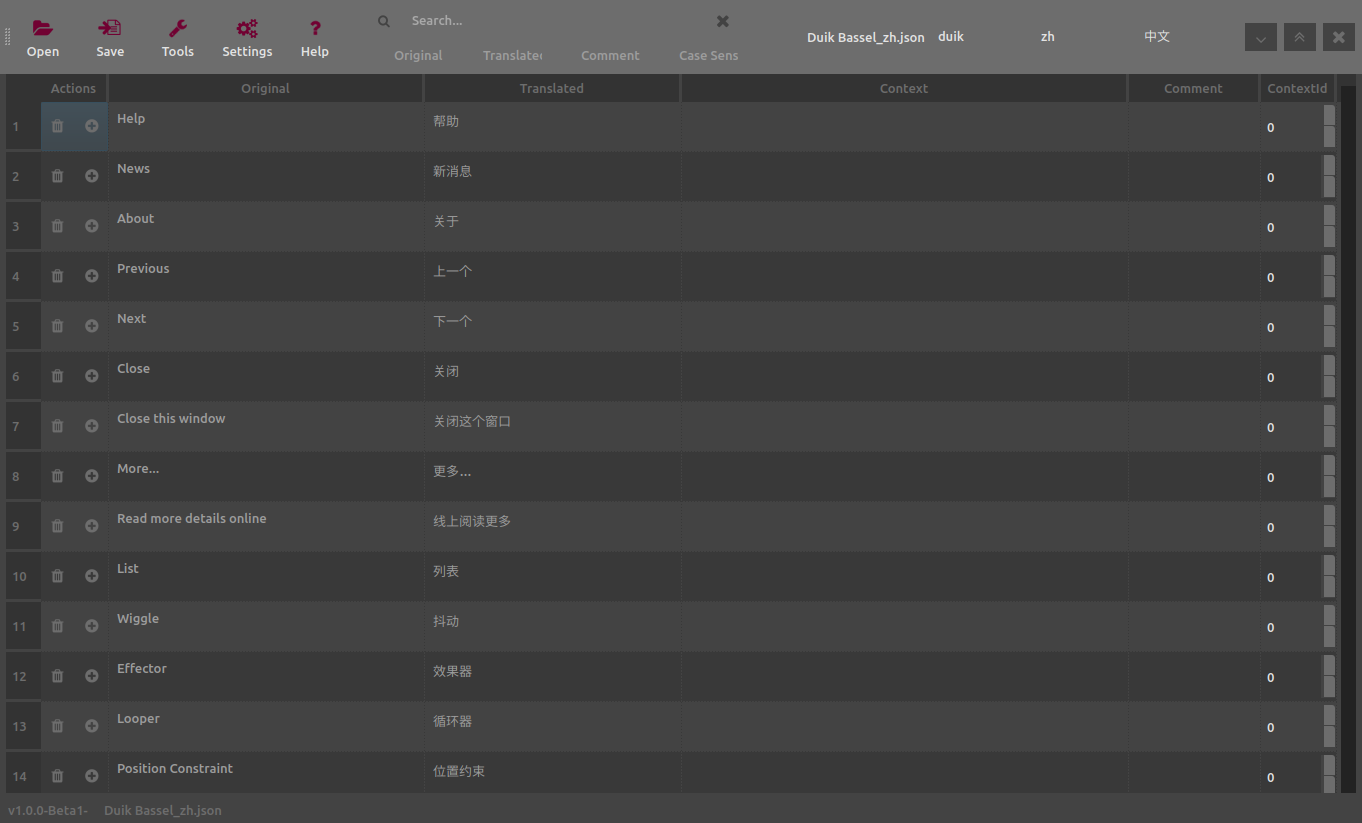 Search...
Open Save Tools Settings Help
Duik Bassel_zh.json duik zh 中文
Original Translated Comment Case Sens
Actions Original Translated Context Comment ContextId
1 Help 帮助 0
2 News 新消息 0
3 About 关于 0
4 Previous 上一个 0
5 Next 下一个 0
6 Close 关闭 0
7 Close this window 关闭这个窗口 0
8 More... 更多... 0
9 Read more details online 线上阅读更多 0
10 List 列表 0
11 Wiggle 抖动 0
12 Effector 效果器 0
13 Looper 循环器 0
14 Position Constraint 位置约束 0
v1.0.0-Beta1- Duik Bassel_zh.json